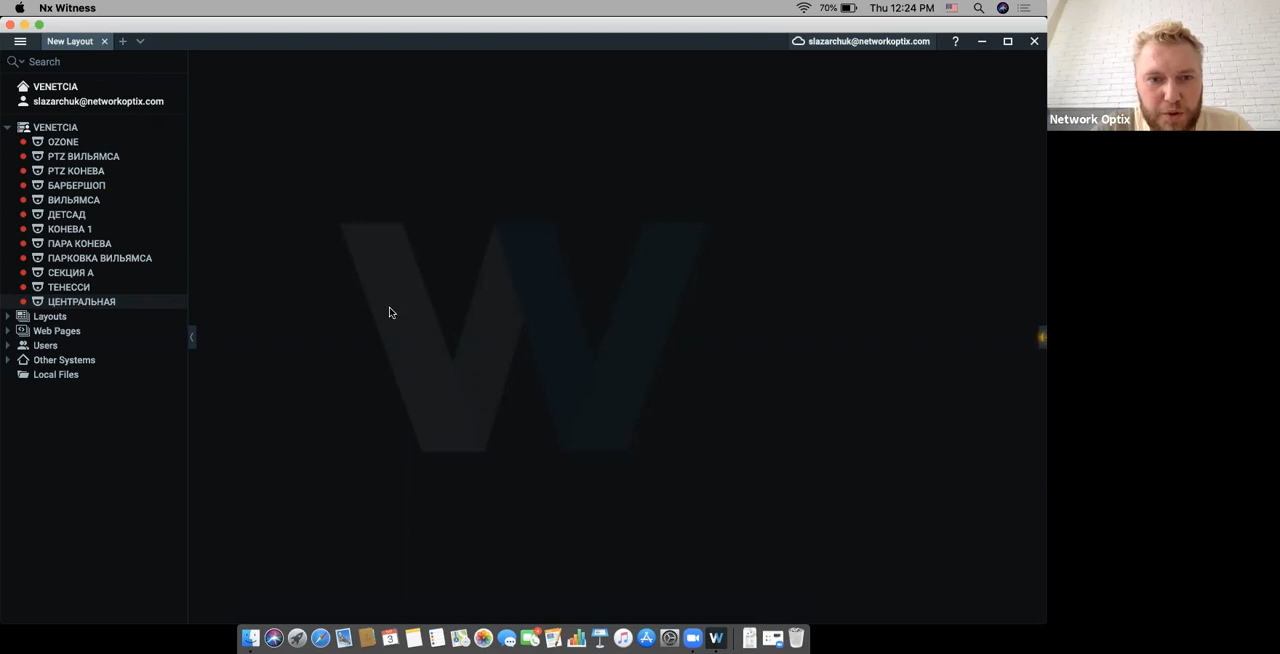 Nx Witness
70%
Thu 12:24 PM
New Layout
slazarchuk@networkoptix.com
?
Search
VENETCIA
slazarchuk@networkoptix.com
VENETCIA
OZONE
PTZ ВИЛЬЯМСА
PTZ КОНЕВА
БАРБЕРШОП
ВИЛЬЯМСА
ДЕТСАД
КОНЕВА 1
ПАРА КОНЕВА
ПАРКОВКА ВИЛЬЯМСА
СЕКЦИЯ А
ТЕНЕССИ
ЦЕНТРАЛЬНАЯ
Layouts
Web Pages
Users
Other Systems
Local Files
W
Network Optix
3
W